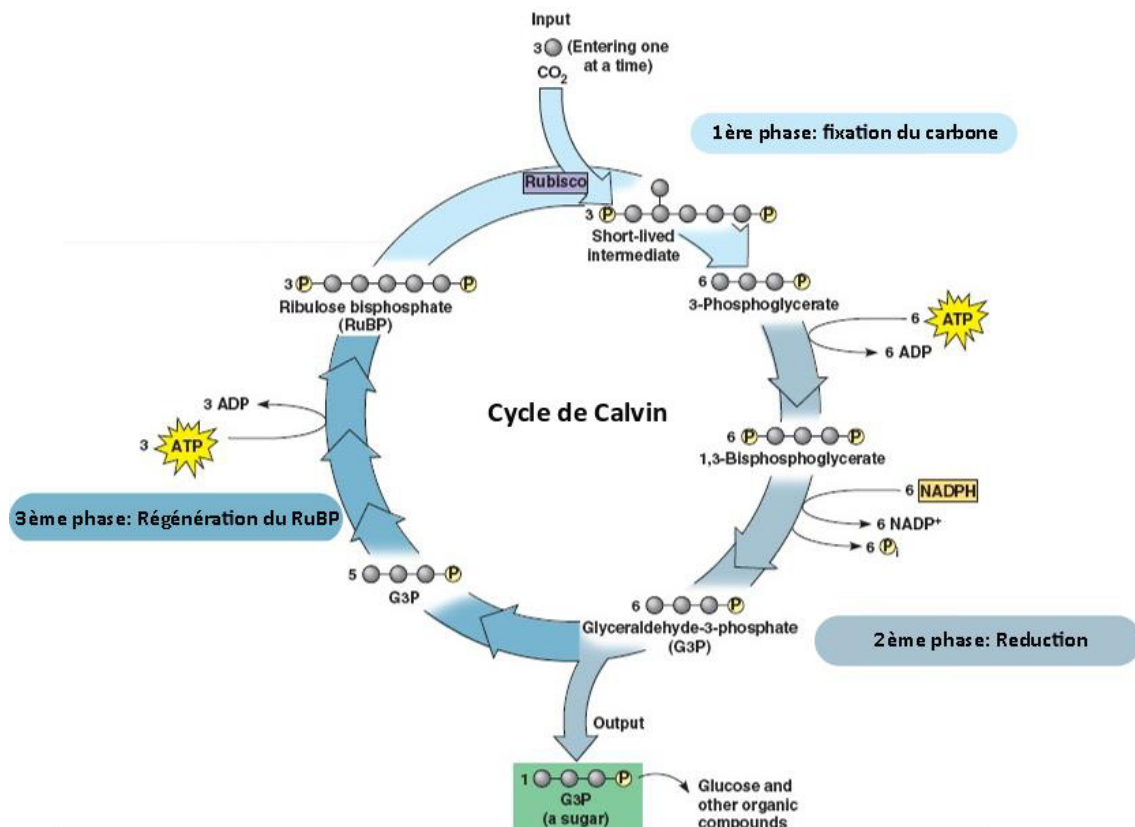 Input
3 (Entering one
at a time)
CO2
1ère phase: fixation du carbone
Rubisco
3 P P
Short-lived
intermediate
3 P P
Ribulose bisphosphate
(RuBP)
6 P
3-Phosphoglycerate
6 ATP
6 ADP
Cycle de Calvin
3 ADP
3 ATP
6 P P
1,3-Bisphosphoglycerate
6 NADPH
6 NADP+
6 Pi
3ème phase: Régénération du RuBP
5 P
G3P
6 P
Glyceraldehyde-3-phosphate
(G3P)
2ème phase: Reduction
Output
1 P
G3P
(a sugar)
Glucose and
other organic
compounds